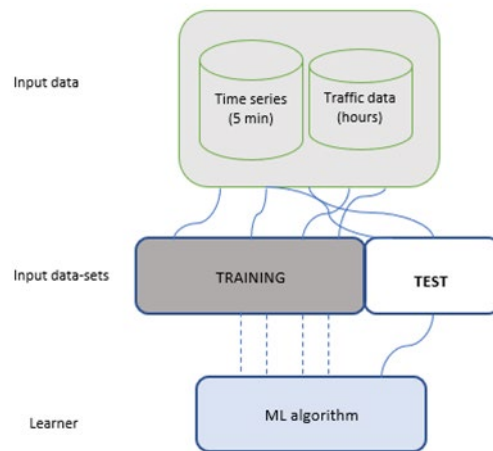 Input data
Time series
(5 min)
Traffic data
(hours)
Input data-sets
TRAINING
TEST
Learner
ML algorithm